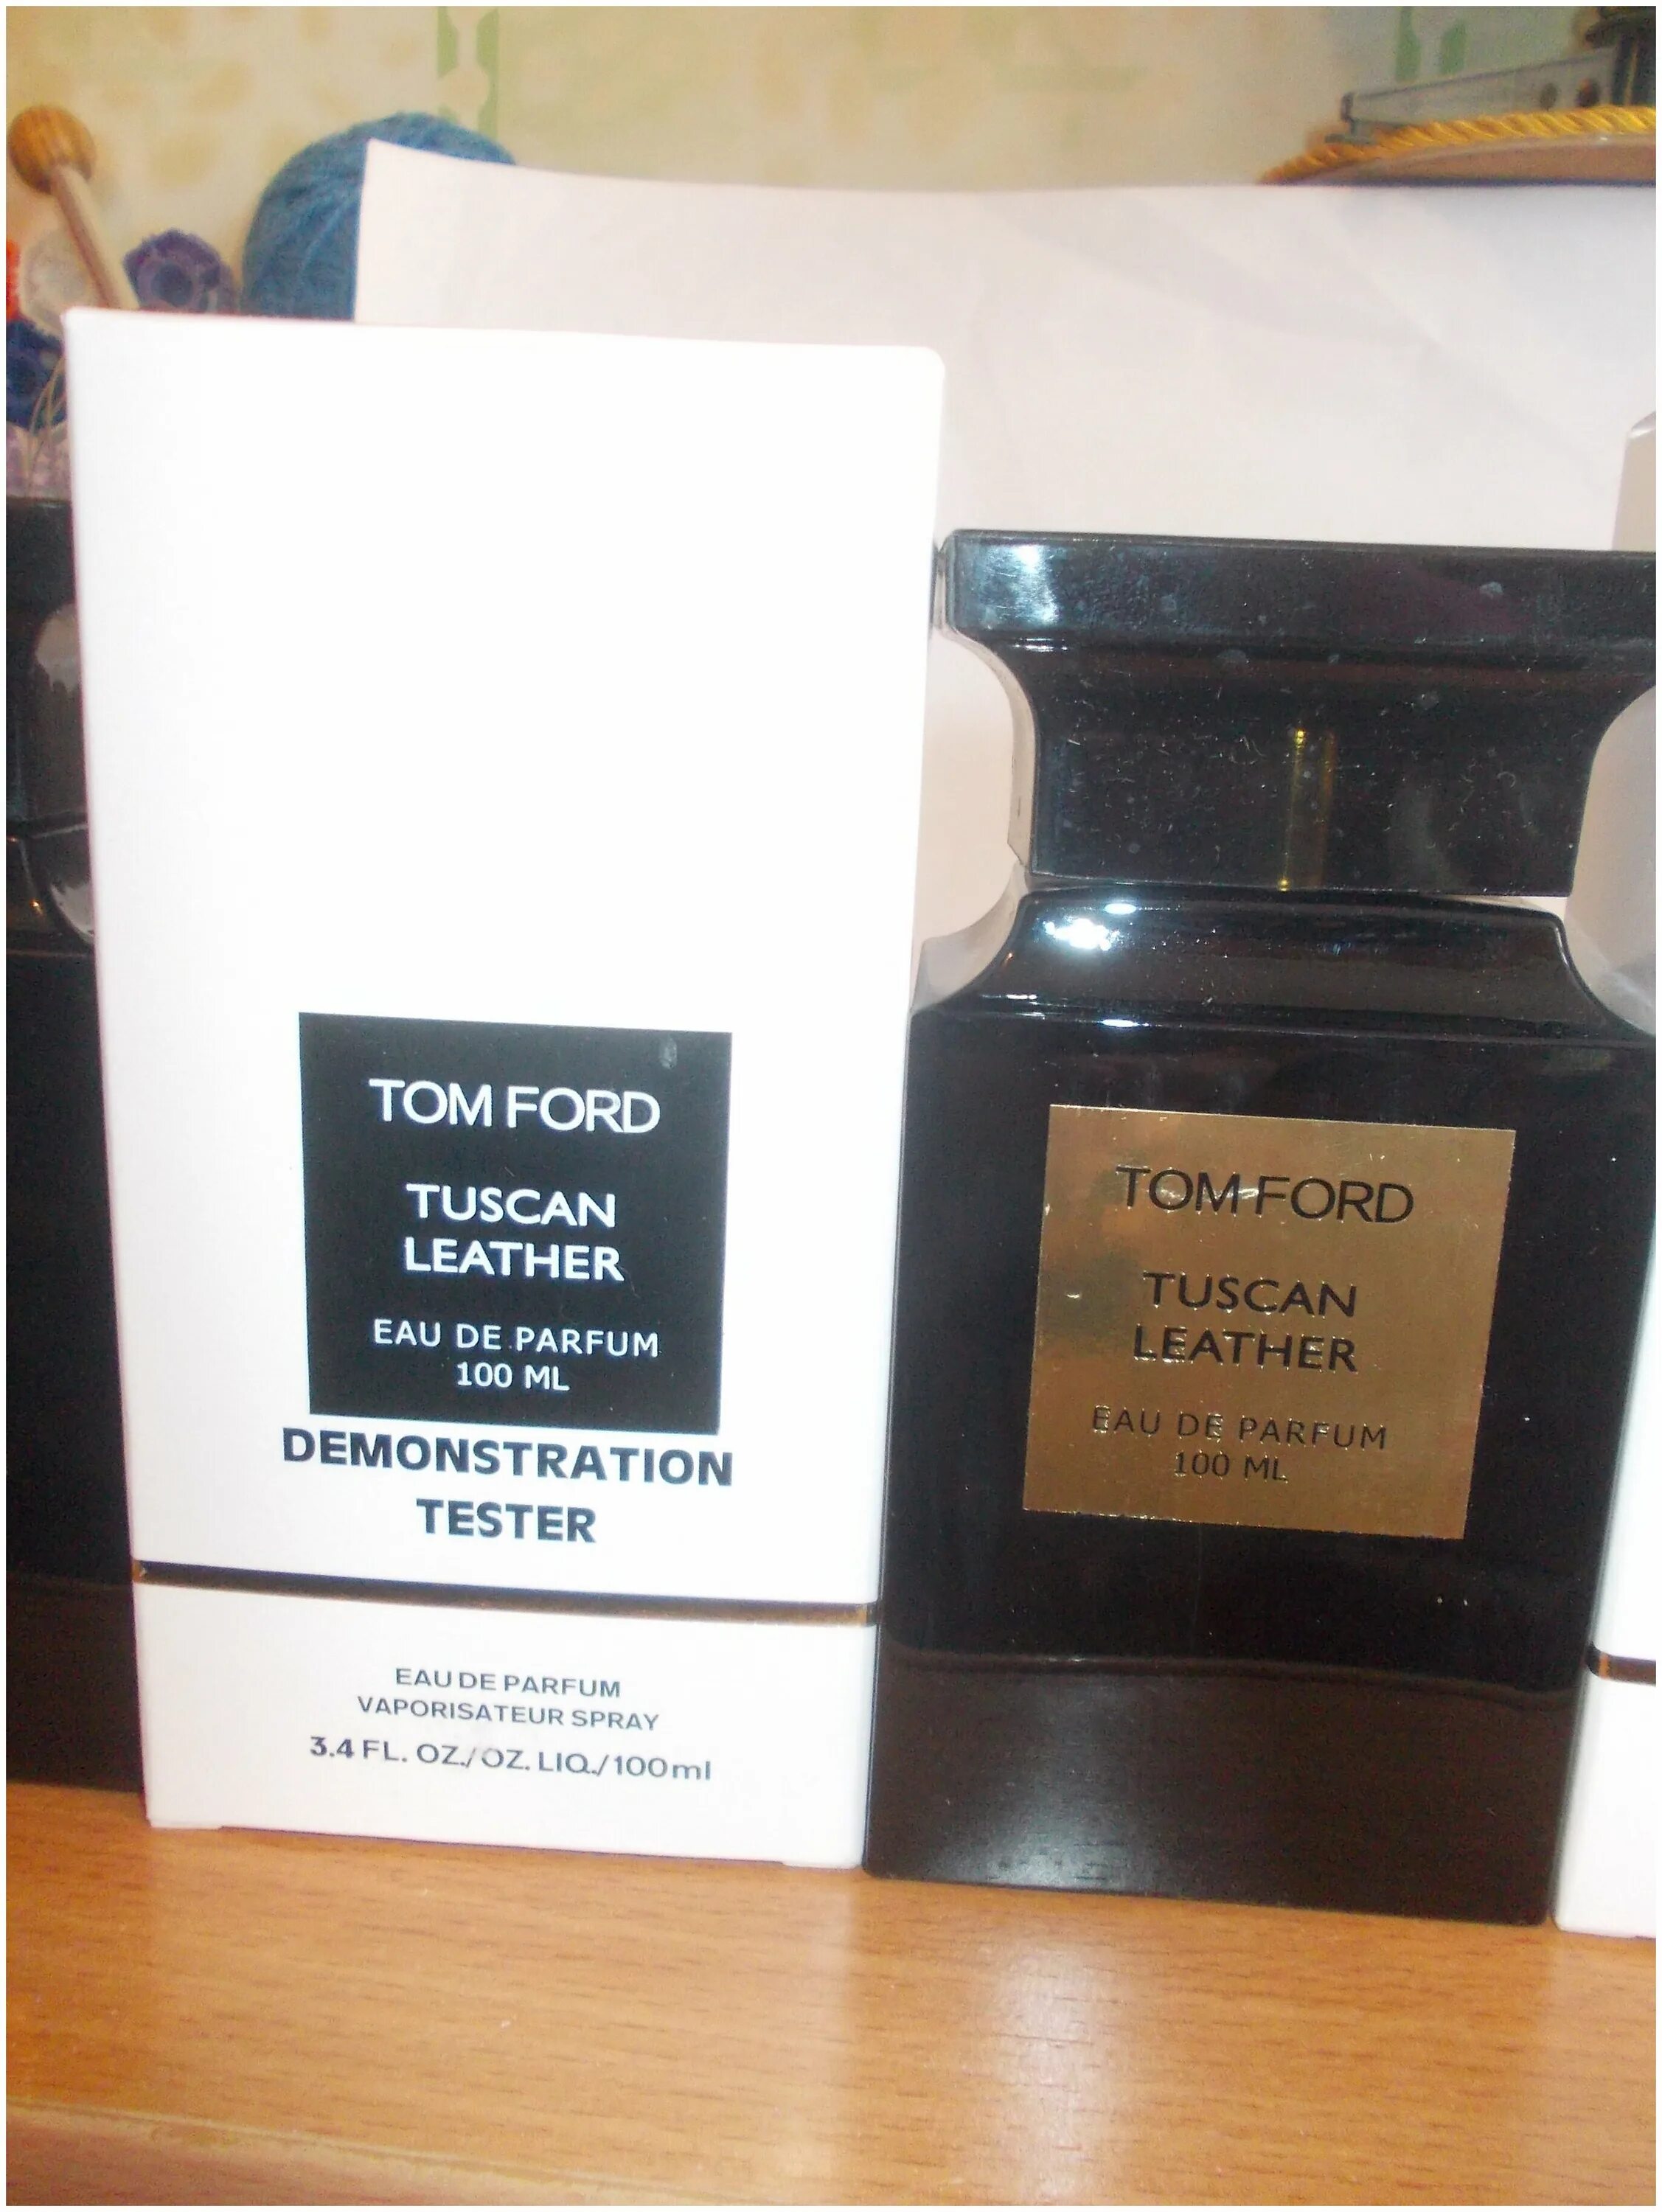 TOM FORD
TUSCAN
LEATHER
EAU DE PARFUM
100 ML
DEMONSTRATION
TESTER
EAU DE PARFUM
VAPORISATEUR SPRAY
3.4 FL. OZ./OZ. LIQ./100ml
TOM FORD
TUSCAN
LEATHER
EAU DE PARFUM
100 ML